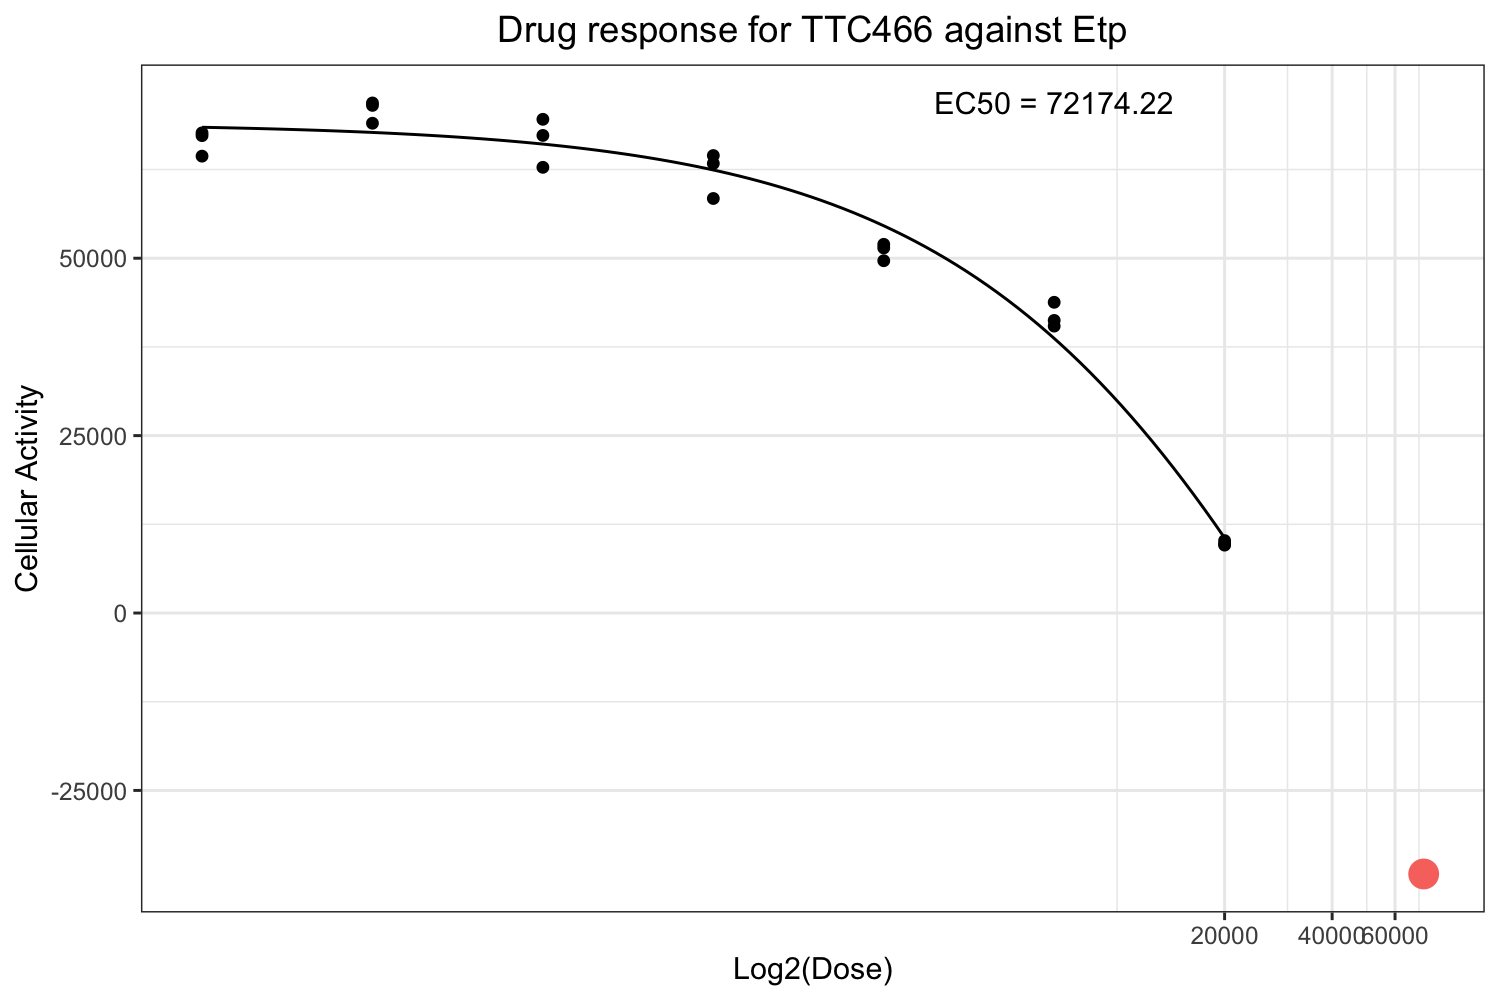 Drug response for TTC466 against Etp
EC50 = 72174.22
50000
25000
0
-25000
Cellular Activity
20000
40000
60000
Log2(Dose)